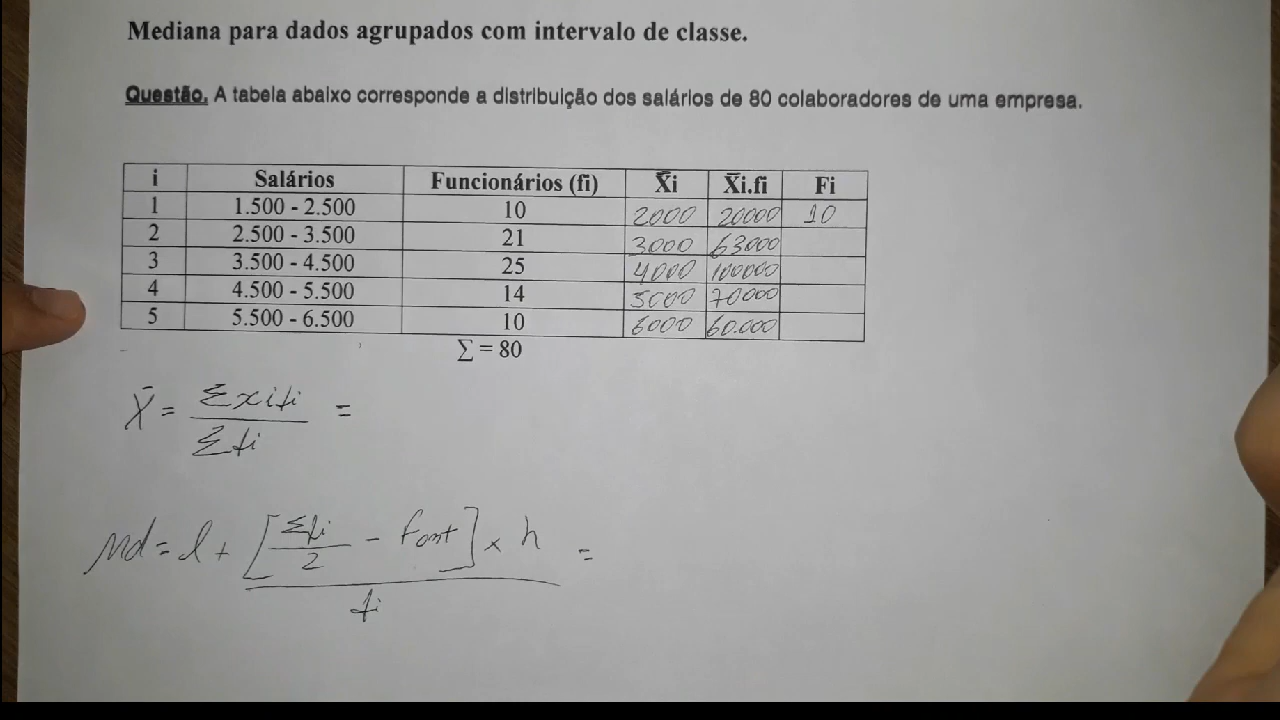 Mediana para dados agrupados com intervalo de classe.
Questão. A tabela abaixo corresponde a distribuição dos salários de 80 colaboradores de uma empresa.
i Salários Funcionários (fi) X̄i X̄i.fi Fi
1 1.500 - 2.500 10 2000 20000 10
2 2.500 - 3.500 21 3000 63000
3 3.500 - 4.500 25 4000 100000
4 4.500 - 5.500 14 5000 70000
5 5.500 - 6.500 10 6000 60.000
Σ = 80
X̄ = Σxifi =
Σfi
Md = l + [Σfi - Fant] x h =
2
fi